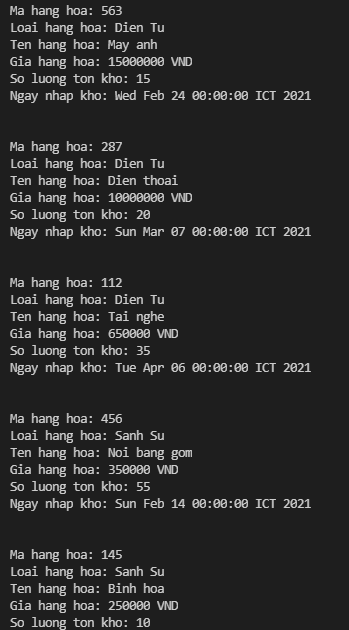 Ma hang hoa: 563
Loai hang hoa: Dien Tu
Ten hang hoa: May anh
Gia hang hoa: 15000000 VND
So luong ton kho: 15
Ngay nhap kho: Wed Feb 24 00:00:00 ICT 2021
Ma hang hoa: 287
Loai hang hoa: Dien Tu
Ten hang hoa: Dien thoai
Gia hang hoa: 10000000 VND
So luong ton kho: 20
Ngay nhap kho: Sun Mar 07 00:00:00 ICT 2021
Ma hang hoa: 112
Loai hang hoa: Dien Tu
Ten hang hoa: Tai nghe
Gia hang hoa: 650000 VND
So luong ton kho: 35
Ngay nhap kho: Tue Apr 06 00:00:00 ICT 2021
Ma hang hoa: 456
Loai hang hoa: Sanh Su
Ten hang hoa: Noi bang gom
Gia hang hoa: 350000 VND
So luong ton kho: 55
Ngay nhap kho: Sun Feb 14 00:00:00 ICT 2021
Ma hang hoa: 145
Loai hang hoa: Sanh Su
Ten hang hoa: Binh hoa
Gia hang hoa: 250000 VND
So luong ton kho: 10